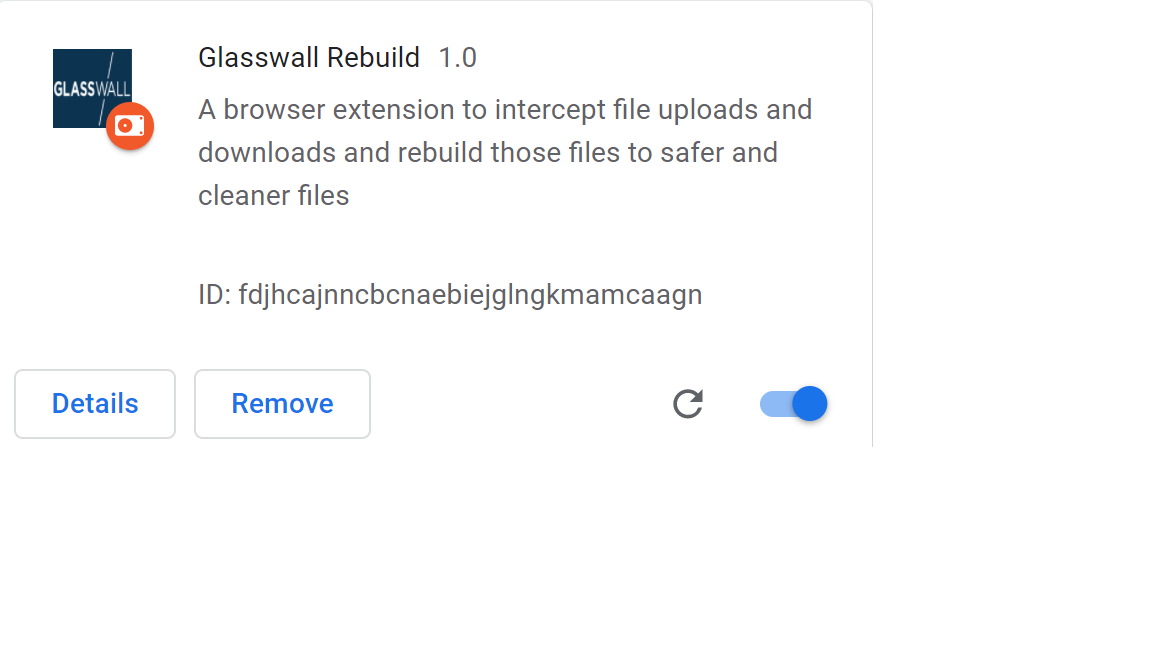 GLASSWALL
Glasswall Rebuild 1.0
A browser extension to intercept file uploads and
downloads and rebuild those files to safer and
cleaner files
ID: fdjhcajnncbcnaebiejglngkmamcaagn
Details Remove